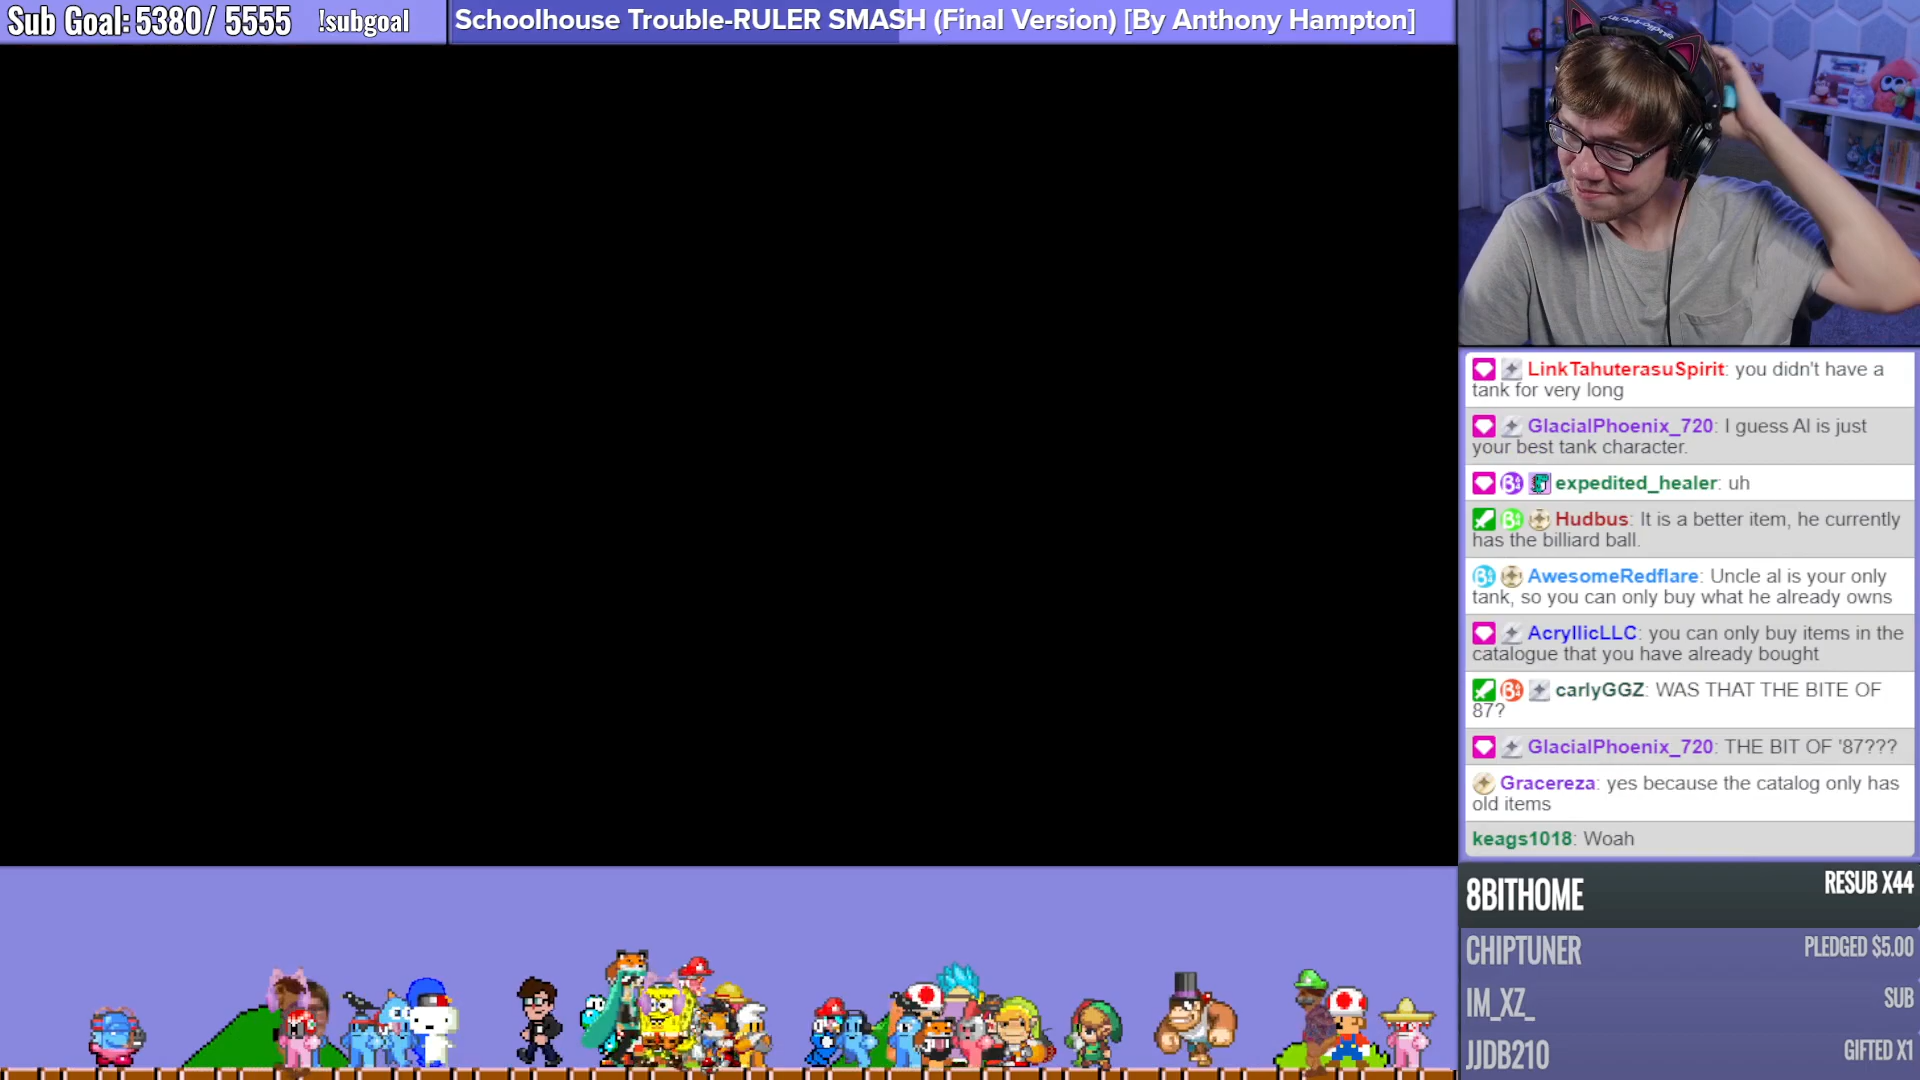 Sub Goal: 5380/ 5555 !subgoal
Schoolhouse Trouble-RULER SMASH (Final Version) [By Anthony Hampton]
LinkTahuterasuSpirit: you didn't have a
tank for very long
GlacialPhoenix_720: I guess Al is just
your best tank character.
expedited_healer: uh
Hudbus: It is a better item, he currently
has the billiard ball.
AwesomeRedflare: Uncle al is your only
tank, so you can only buy what he already owns
AcryllicLLC: you can only buy items in the
catalogue that you have already bought
carlyGGZ: WAS THAT THE BITE OF
87?
GlacialPhoenix_720: THE BIT OF '87???
Gracereza: yes because the catalog only has
old items
keags1018: Woah
8BITHOME RESUB X44
CHIPTUNER PLEDGED $5.00
IM_XZ_ SUB
JJDB210 GIFTED X1